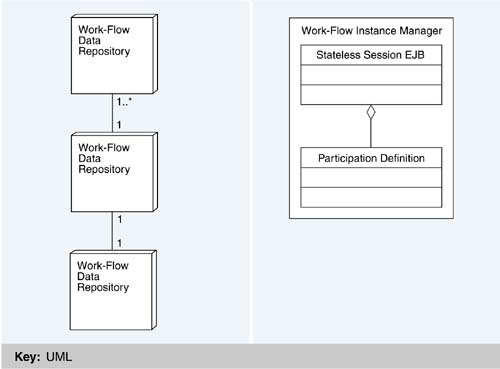 Work-Flow
Data
Repository
1..*
1
Work-Flow
Data
Repository
1
1
Work-Flow
Data
Repository
Work-Flow Instance Manager
Stateless Session EJB
Participation Definition
Key: UML